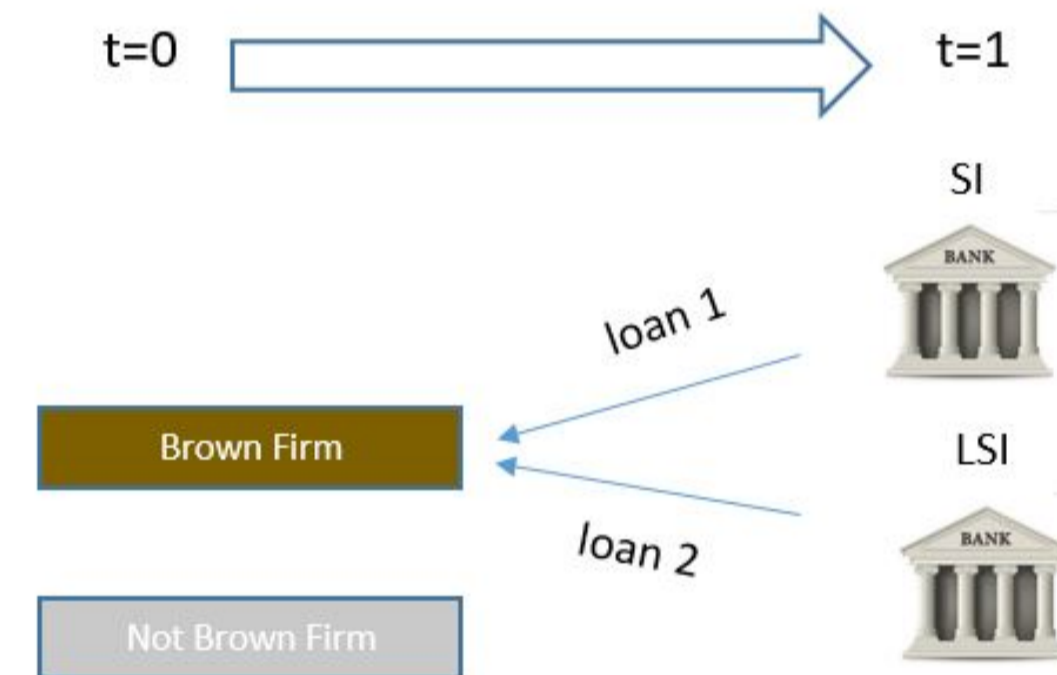 t=0
t=1
SI
BANK
loan 1
Brown Firm
LSI
BANK
loan 2
Not Brown Firm